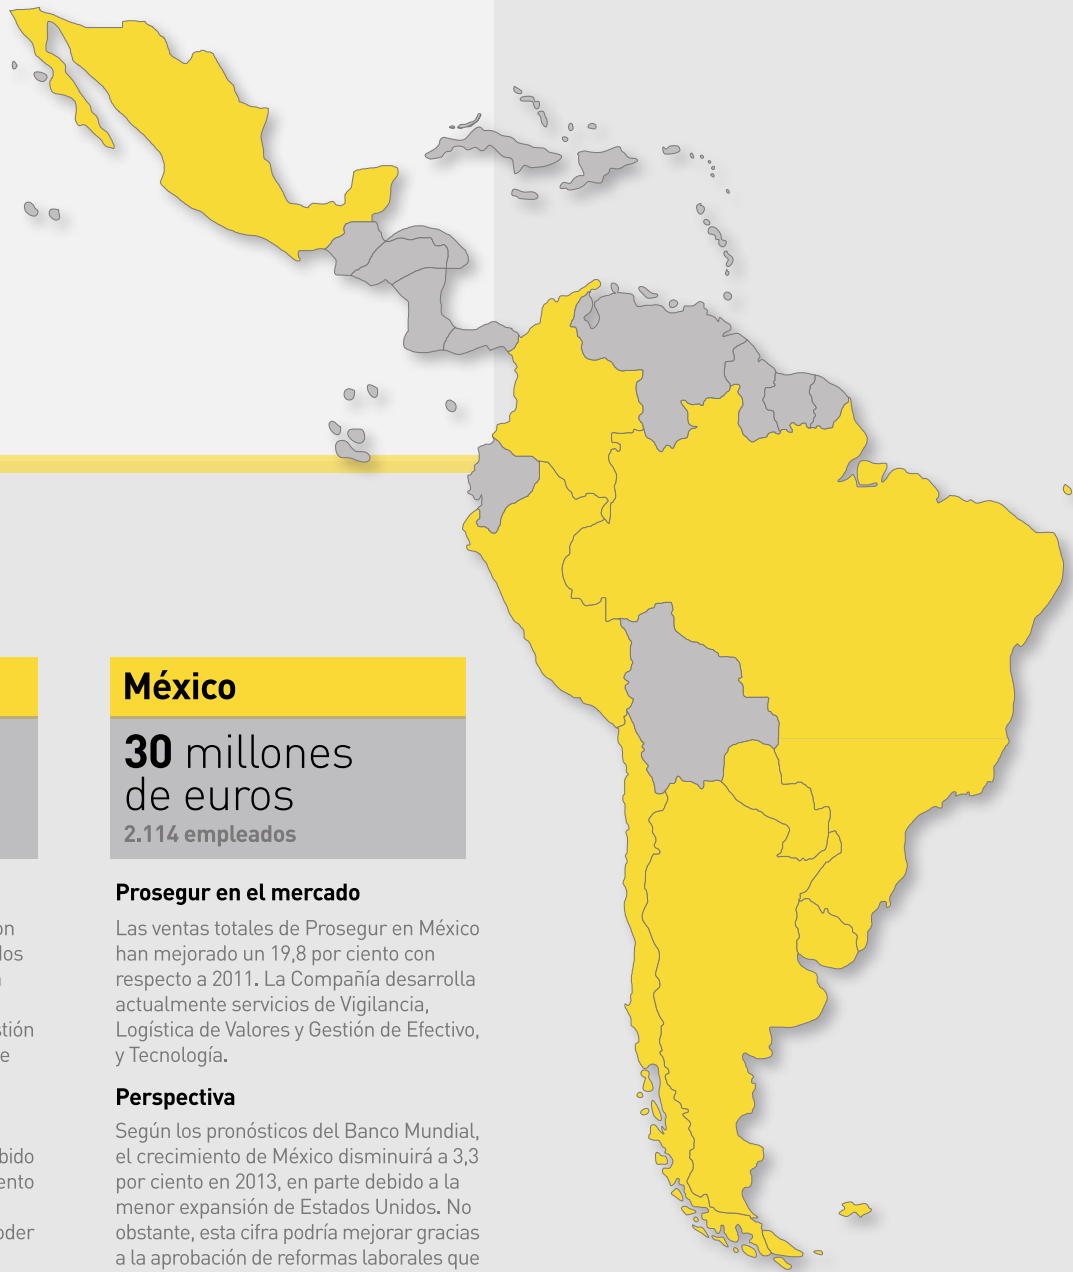 México
30 millones
de euros
2.114 empleados
Prosegur en el mercado
Las ventas totales de Prosegur en México
han mejorado un 19,8 por ciento con
respecto a 2011. La Compañía desarrolla
actualmente servicios de Vigilancia,
Logística de Valores y Gestión de Efectivo,
y Tecnología.
Perspectiva
Según los pronósticos del Banco Mundial,
el crecimiento de México disminuirá a 3,3
por ciento en 2013, en parte debido a la
menor expansión de Estados Unidos. No
obstante, esta cifra podría mejorar gracias
a la aprobación de reformas laborales que